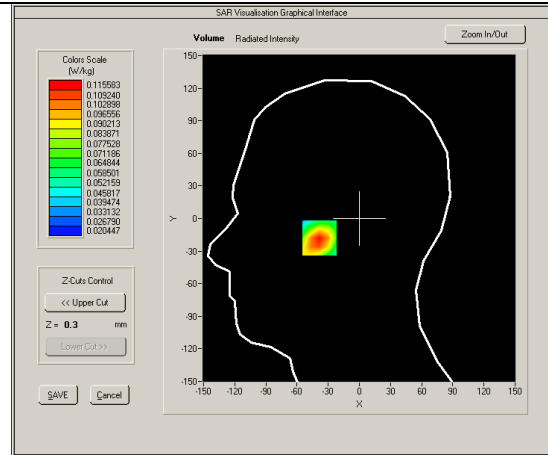 SAR Visualisation Graphical Interface
Volume Radiated Intensity
Zoom In/Out
Colors Scale
(W/kg)
0.115583
0.109240
0.102898
0.096556
0.090213
0.083871
0.077528
0.071186
0.064844
0.058501
0.052159
0.045817
0.039474
0.033132
0.026790
0.020447
Z-Cuts Control
<< Upper Cut
Z = 0.3 mm
Lower Cut >>
SAVE Cancel
150
120
90
60
30
0
-30
-60
-90
-120
-150
Y
-150 -120 -90 -60 -30 0 30 60 90 120 150
X